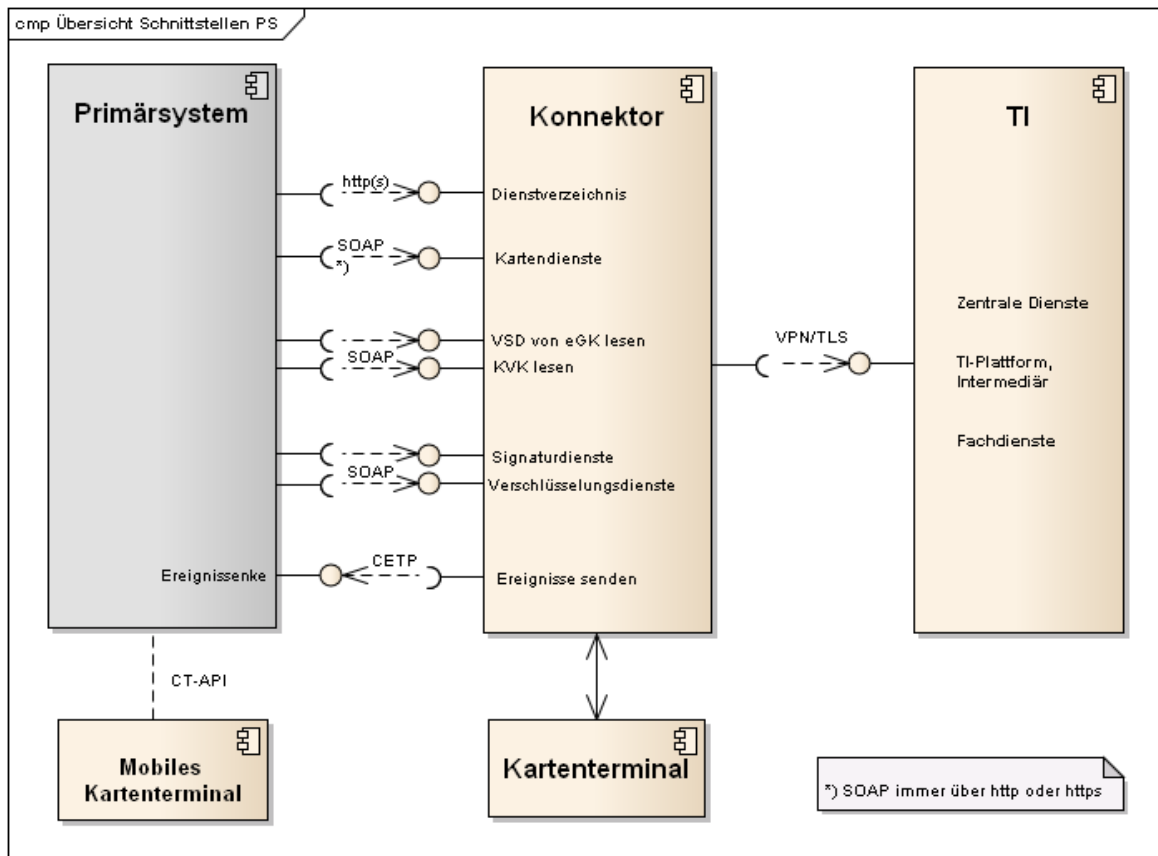 cmp Übersicht Schnittstellen PS
Primärsystem
Konnektor
TI
http(s)
Dienstverzeichnis
SOAP
*)
Kartendienste
Zentrale Dienste
VSD von eGK lesen
SOAP
KVK lesen
VPN/TLS
TI-Plattform,
Intermediär
Fachdienste
Signaturdienste
SOAP
Verschlüsselungsdienste
CETP
Ereignissenke
Ereignisse senden
CT-API
Mobiles
Kartenterminal
Kartenterminal
*) SOAP immer über http oder https